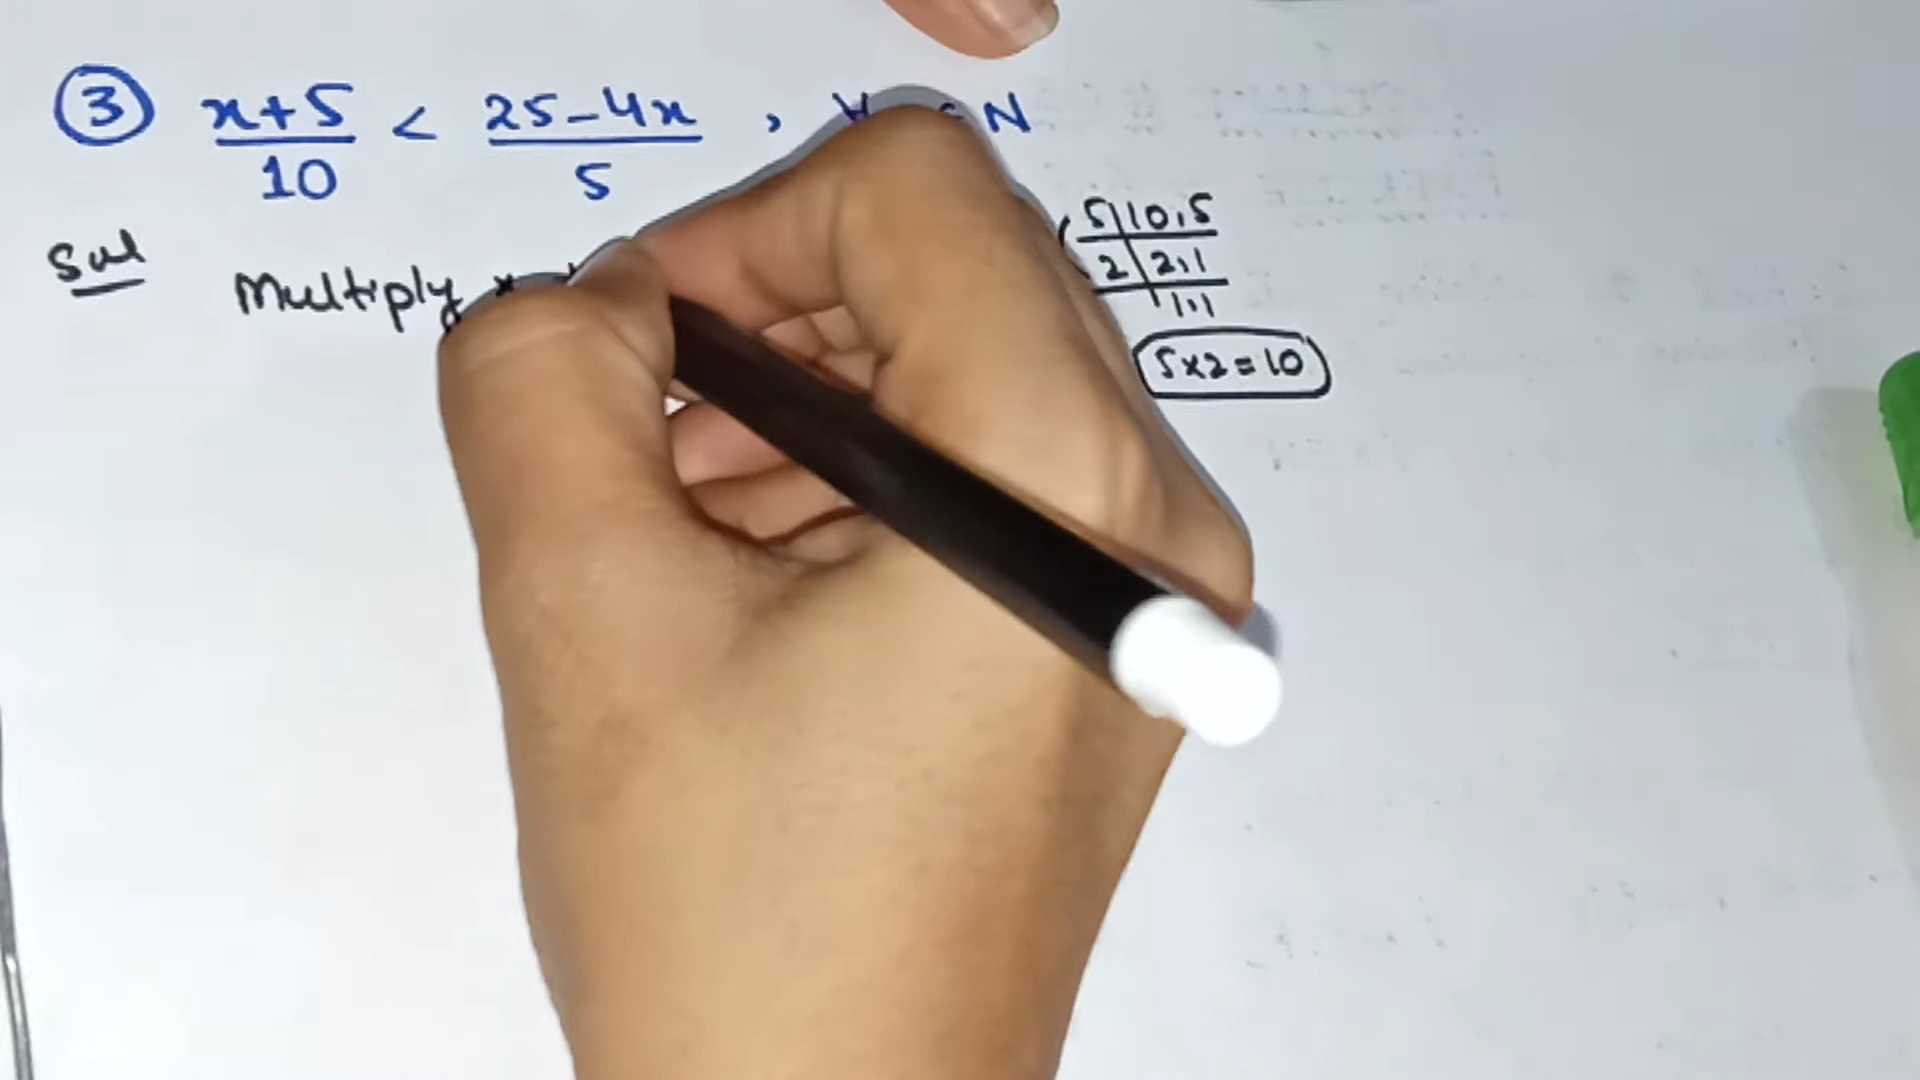 ③ x+5/10 < 25-4x/5 , ∀ ∈ N
Sol
Multiply
5|10,5
2|2,1
1,1
5×2=10